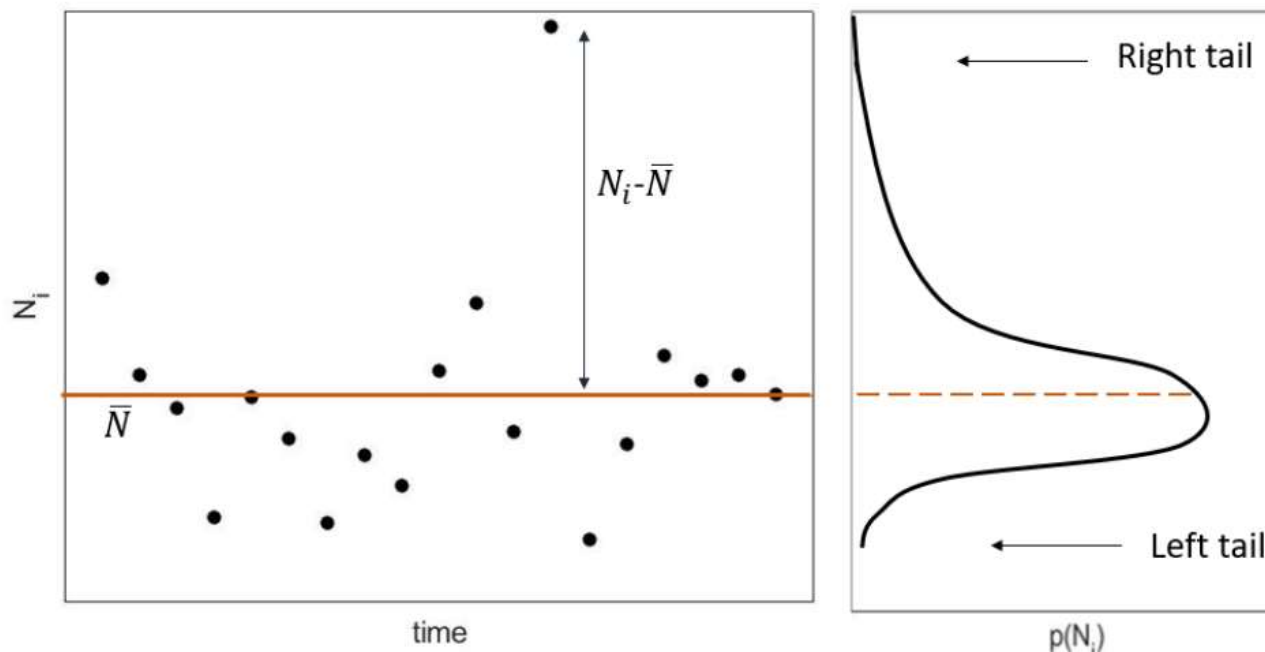 Nᵢ
Nᵢ-N̅
N̅
time
Right tail
Left tail
p(Nᵢ)